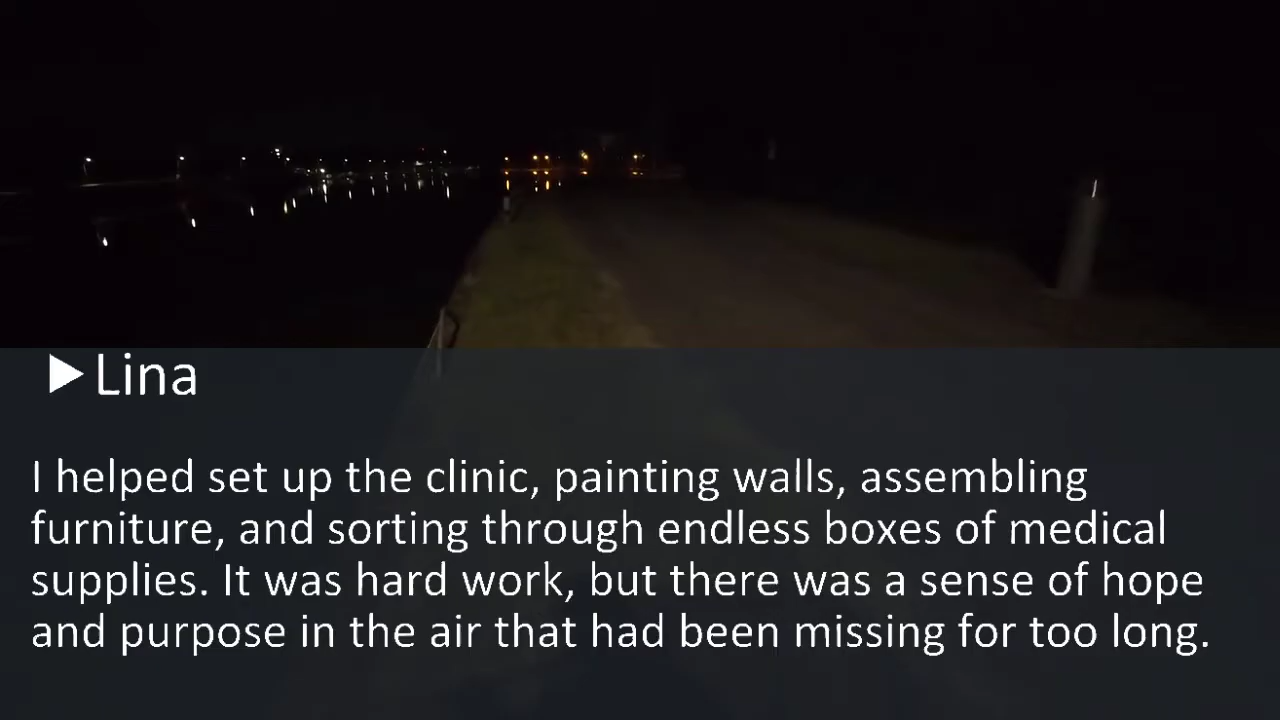 Lina
I helped set up the clinic, painting walls, assembling
furniture, and sorting through endless boxes of medical
supplies. It was hard work, but there was a sense of hope
and purpose in the air that had been missing for too long.